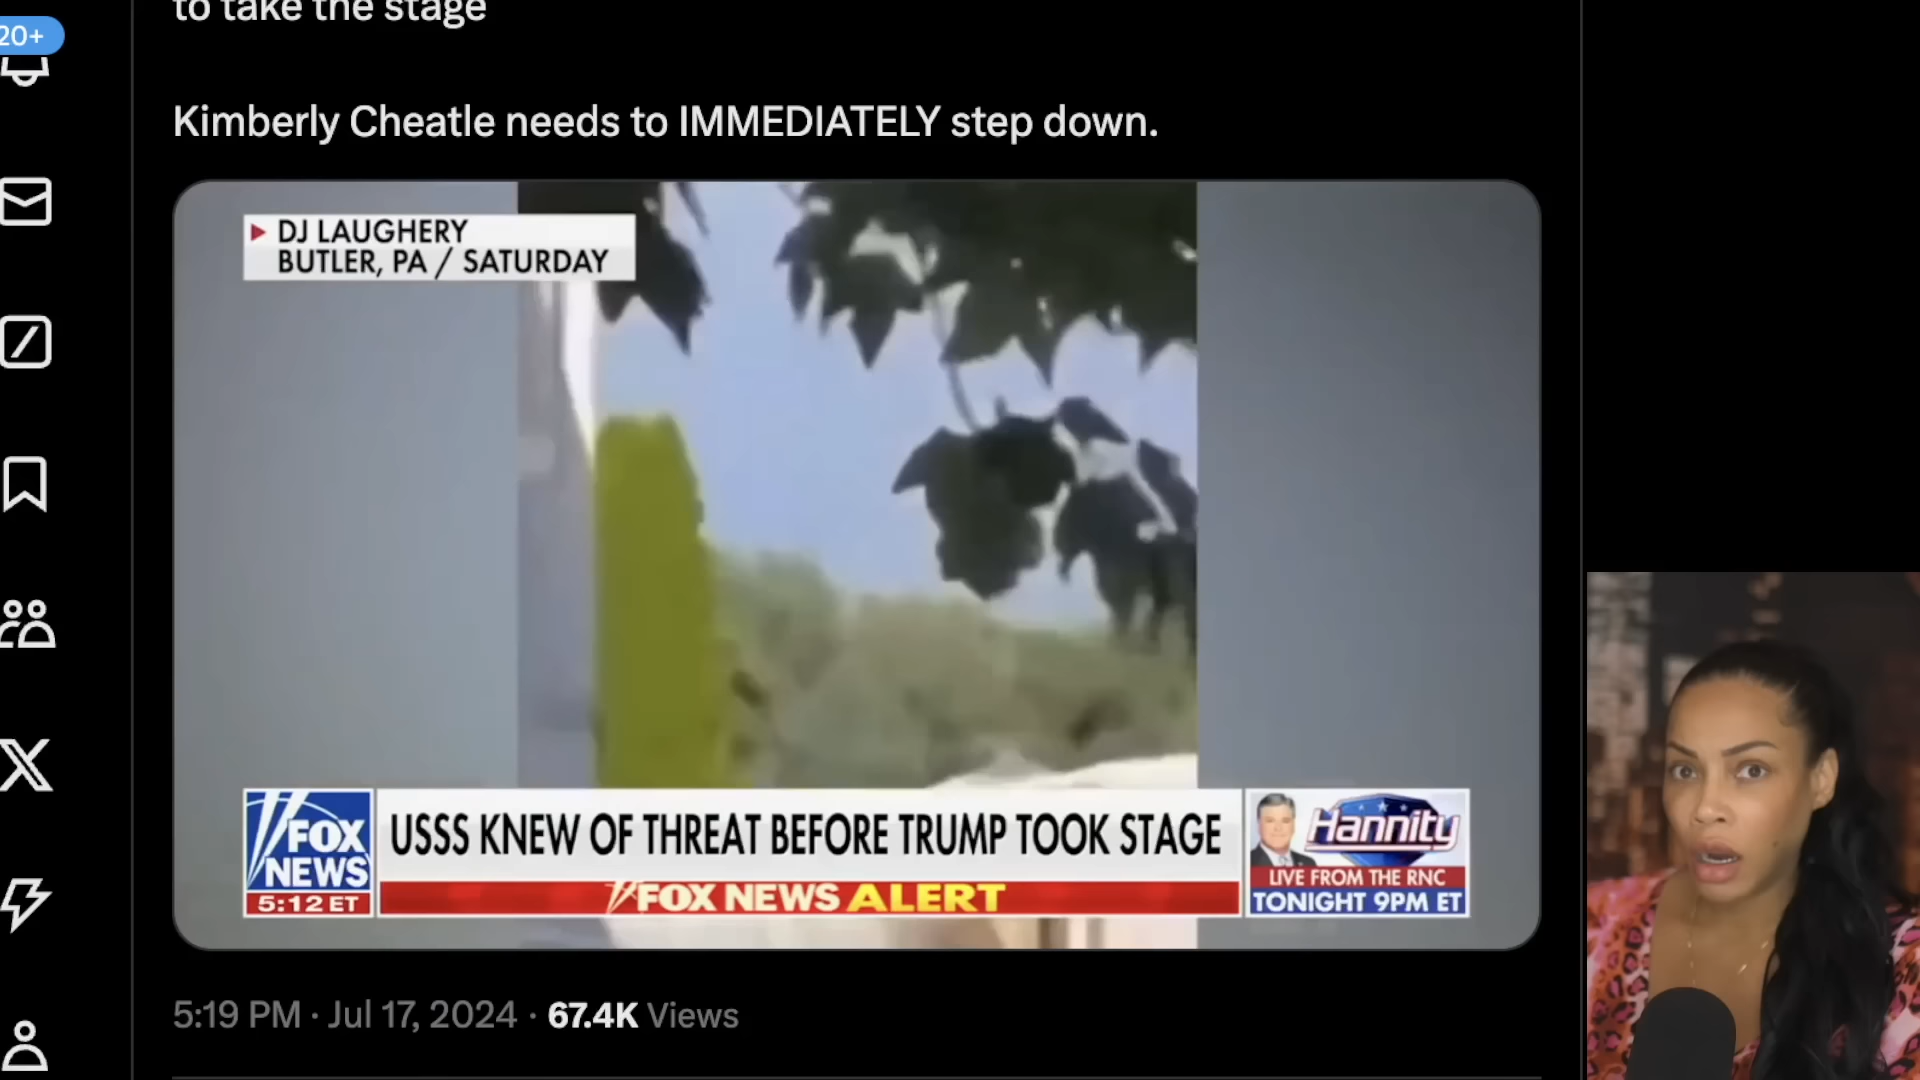 to take the stage
20+
Kimberly Cheatle needs to IMMEDIATELY step down.
DJ LAUGHERY
BUTLER, PA / SATURDAY
FOX
NEWS
5:12 ET
USSS KNEW OF THREAT BEFORE TRUMP TOOK STAGE
FOX NEWS ALERT
Hannity
LIVE FROM THE RNC
TONIGHT 9PM ET
5:19 PM · Jul 17, 2024 · 67.4K Views